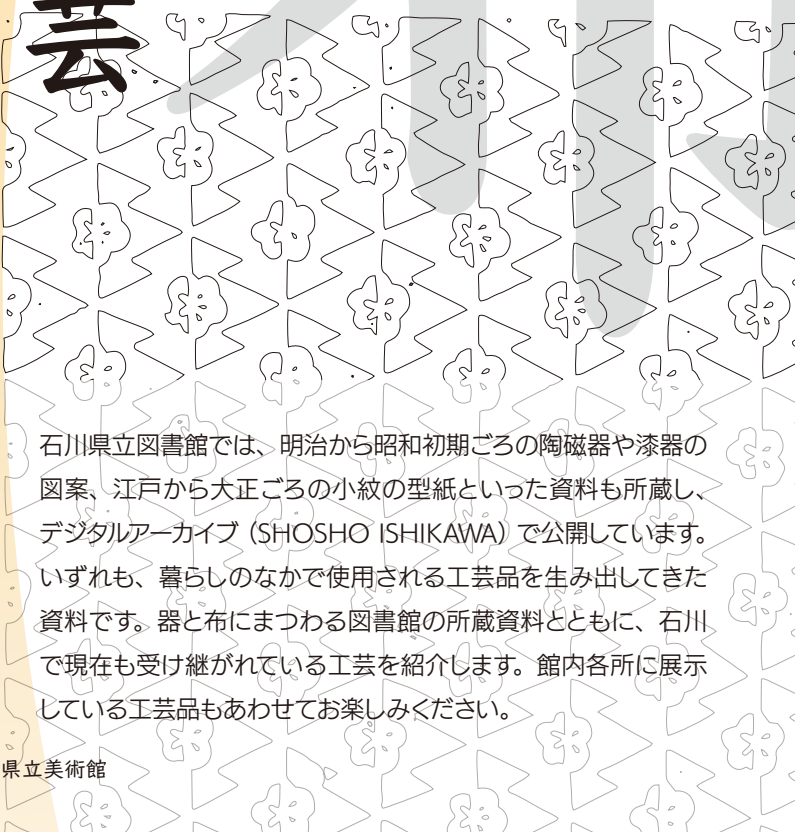 芸
石川県立図書館では、明治から昭和初期ごろの陶磁器や漆器の
図案、江戸から大正ごろの小紋の型紙といった資料も所蔵し、
デジタルアーカイブ（SHOSHO ISHIKAWA）で公開しています。
いずれも、暮らしのなかで使用される工芸品を生み出してきた
資料です。器と布にまつわる図書館の所蔵資料とともに、石川
で現在も受け継がれている工芸を紹介します。館内各所に展示
している工芸品もあわせてお楽しみください。
県立美術館